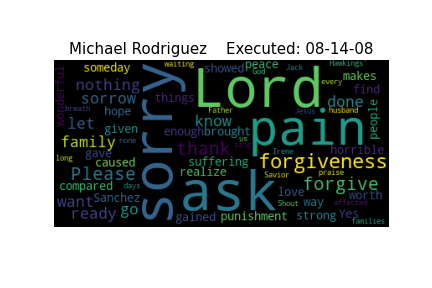 Michael Rodriguez Executed: 08-14-08
someday
waiting
showed
peace
God
Jack
Hawkings'
every
makes
wonderful
nothing
sorry
Lord
find
sorrow
things
breath
hope
Father
Jesus
husband
done
people
let
given
enough
brought
know
us
pain
family
none
thank
Irene
horrible
long
gave
caused
suffering
forgiveness
Please
realize
Savior
praise
compared
days
ask
love
forgive
want
Sanchez
Shout
way
worth
ready
go
gained
punishment
strong
Yes
affected
families